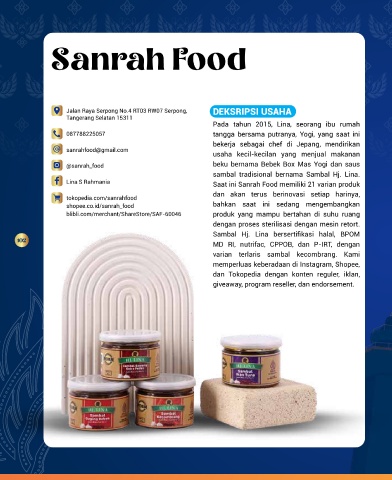 Sanrah Food
Jalan Raya Serpong No.4 RT03 RW07 Serpong,
Tangerang Selatan 15311
087788225057
sanrahfood@gmail.com
@sanrah_food
Lina S Rahmania
tokopedia.com/sanrahfood
shopee.co.id/sanrah_food
blibli.com/merchant/ShareStore/SAF-60046
DEKSRIPSI USAHA
Pada tahun 2015, Lina, seorang ibu rumah
tangga bersama putranya, Yogi, yang saat ini
bekerja sebagai chef di Jepang, mendirikan
usaha kecil-kecilan yang menjual makanan
beku bernama Bebek Box Mas Yogi dan saus
sambal tradisional bernama Sambal Hj. Lina.
Saat ini Sanrah Food memiliki 21 varian produk
dan akan terus berinovasi setiap harinya,
bahkan saat ini sedang mengembangkan
produk yang mampu bertahan di suhu ruang
dengan proses sterilisasi dengan mesin retort.
Sambal Hj. Lina bersertifikasi halal, BPOM
MD RI, nutrifac, CPPOB, dan P-IRT, dengan
varian terlaris sambal kecombrang. Kami
memperluas keberadaan di Instagram, Shopee,
dan Tokopedia dengan konten reguler, iklan,
giveaway, program reseller, dan endorsement.
102
HJ.LINA
HJ.LINA
Sambal
HJ.LINA
Sambal
HJ.LINA
Sambal